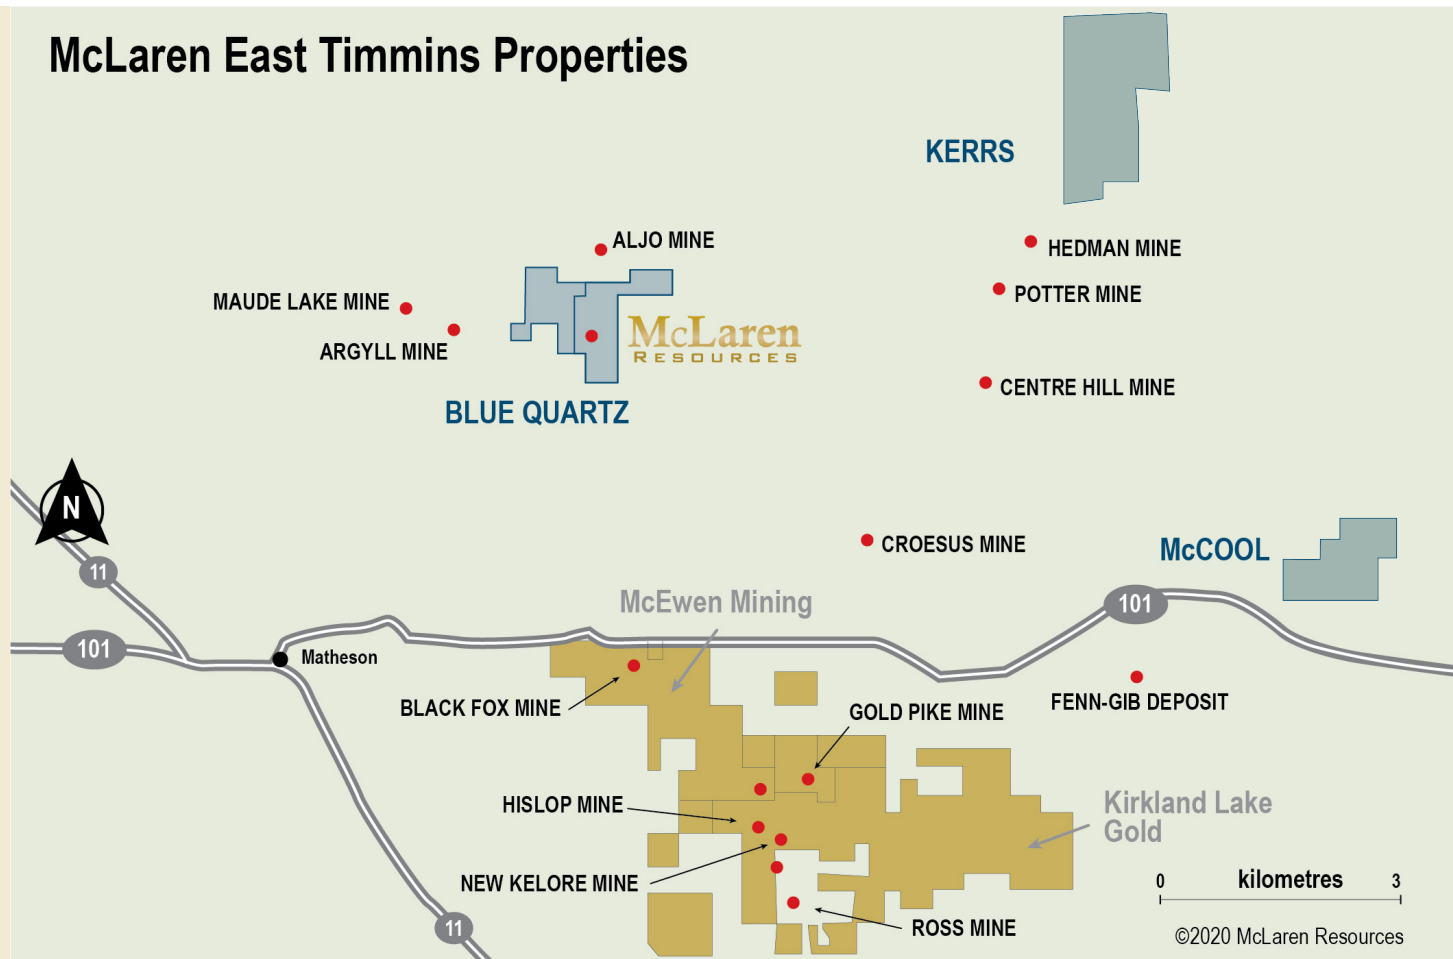 McLaren East Timmins Properties
KERRS
ALJO MINE
HEDMAN MINE
MAUDE LAKE MINE
POTTER MINE
McLaren
RESOURCES
ARGYLL MINE
CENTRE HILL MINE
BLUE QUARTZ
N
CROESUS MINE
McCOOL
11
McEwen Mining
101
101
Matheson
BLACK FOX MINE
FENN-GIB DEPOSIT
GOLD PIKE MINE
HISLOP MINE
Kirkland Lake
Gold
NEW KELORE MINE
0 kilometres 3
11
ROSS MINE
©2020 McLaren Resources